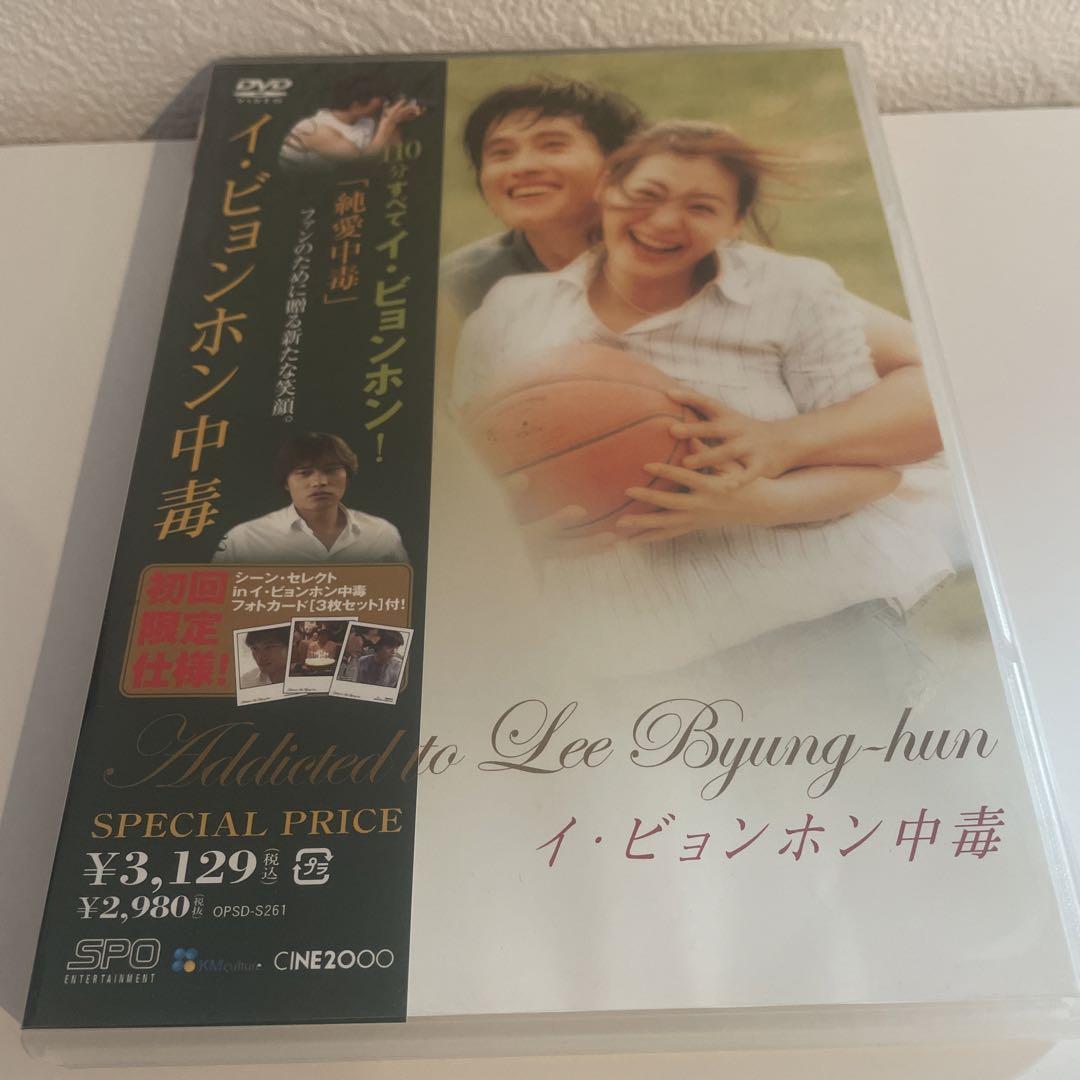 DVD
VIDEO
イ・ビョンホン中毒
110分すべてイ・ビョンホン！
「純愛中毒」
ファンのために贈る新たな笑顔。
初回
限定
仕様!
シーン・セレクト
inイ・ビョンホン中毒
フォトカード[3枚セット]付!
Addicted to Lee Byung-hun
イ・ビョンホン中毒
SPECIAL PRICE
¥3,129(税込)
プラ
¥2,980(税抜) OPSD-S261
SPO
ENTERTAINMENT
KMculture.
CINE2000